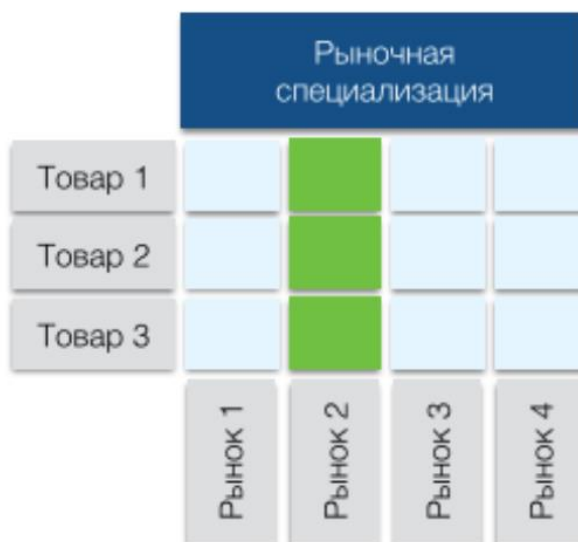 Рыночная
специализация
Товар 1
Товар 2
Товар 3
Рынок 1
Рынок 2
Рынок 3
Рынок 4